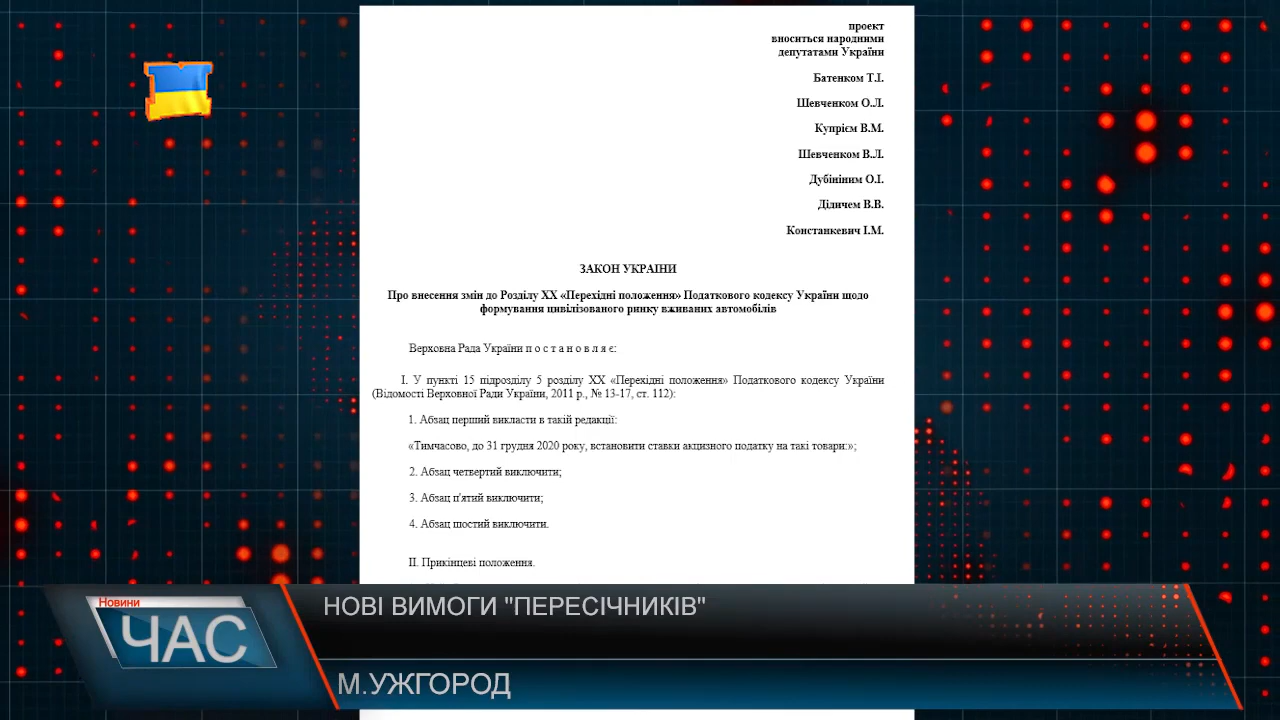 проект
вноситься народними
депутатами України
Батенком Т.І.
Шевченком О.Л.
Купрієм В.М.
Шевченком В.Л.
Дубініним О.І.
Дідичем В.В.
Констанкевич І.М.
ЗАКОН УКРАЇНИ
Про внесення змін до Розділу ХХ «Перехідні положення» Податкового кодексу України щодо
формування цивілізованого ринку вживаних автомобілів
Верховна Рада України п о с т а н о в л я є:
І. У пункті 15 підрозділу 5 розділу ХХ «Перехідні положення» Податкового кодексу України
(Відомості Верховної Ради України, 2011 р., № 13-17, ст. 112):
1. Абзац перший викласти в такій редакції:
«Тимчасово, до 31 грудня 2020 року, встановити ставки акцизного податку на такі товари:»;
2. Абзац четвертий виключити;
3. Абзац п'ятий виключити;
4. Абзац шостий виключити.
ІІ. Прикінцеві положення.
Новини
ЧАС
НОВІ ВИМОГИ "ПЕРЕСІЧНИКІВ"
М.УЖГОРОД